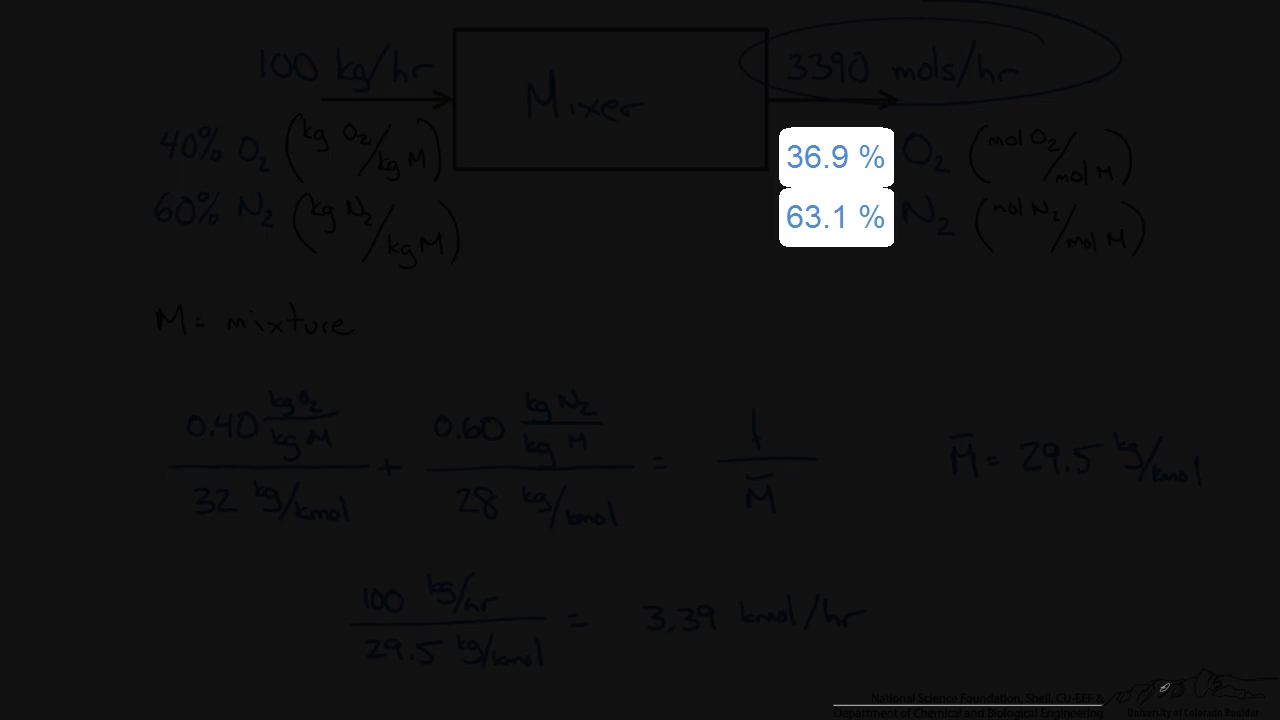 100 kg/hr
Mixer
3390 mols/hr
40% O₂ (kg O₂/kg M)
60% N₂ (kg N₂/kg M)
36.9 % O₂ (mol O₂/mol M)
63.1 % N₂ (mol N₂/mol M)
M = mixture
0.40 kg O₂/kg M / 32 kg/kmol + 0.60 kg N₂/kg M / 28 kg/kmol = 1/M̄
M̄ = 29.5 kg/kmol
100 kg/hr / 29.5 kg/kmol = 3.39 kmol/hr
National Science Foundation, Shell, CU-EEF &
Department of Chemical and Biological Engineering
University of Colorado Boulder